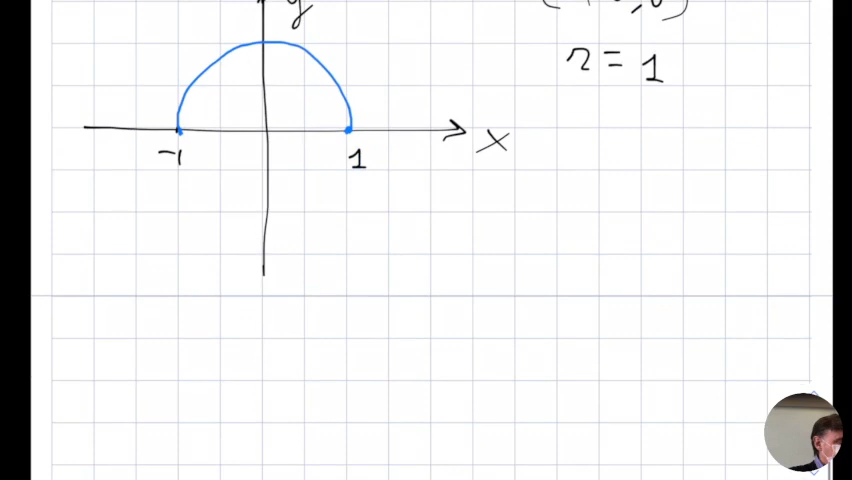 y
r = 1
x
-1
1